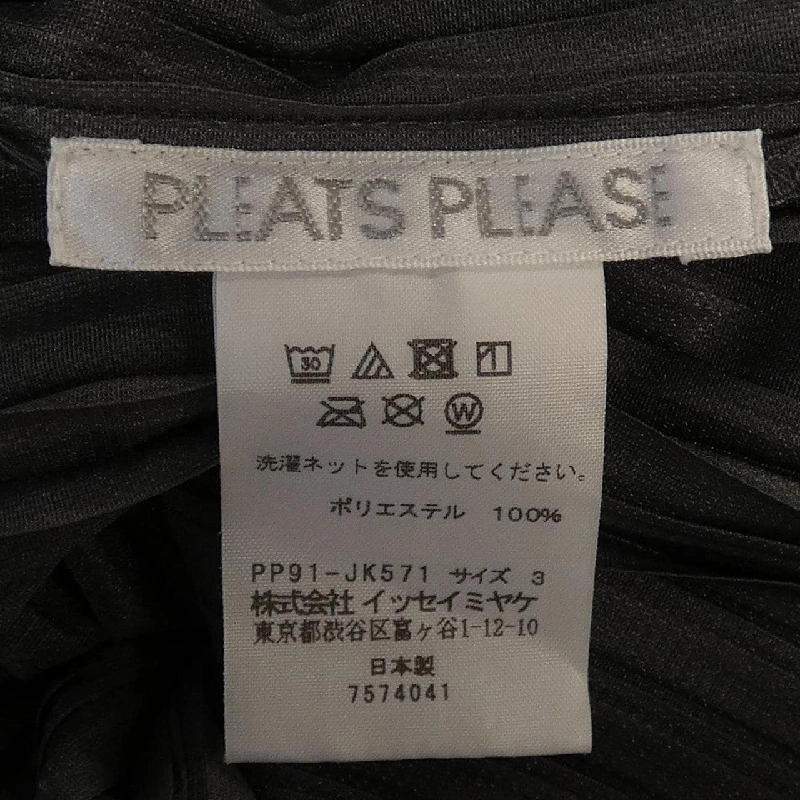 PLEATS PLEASE
30
W
洗濯ネットを使用してください。
ポリエステル 100%
PP91-JK571 サイズ 3
株式会社 イッセイミヤケ
東京都渋谷区富ヶ谷1-12-10
日本製
7574041